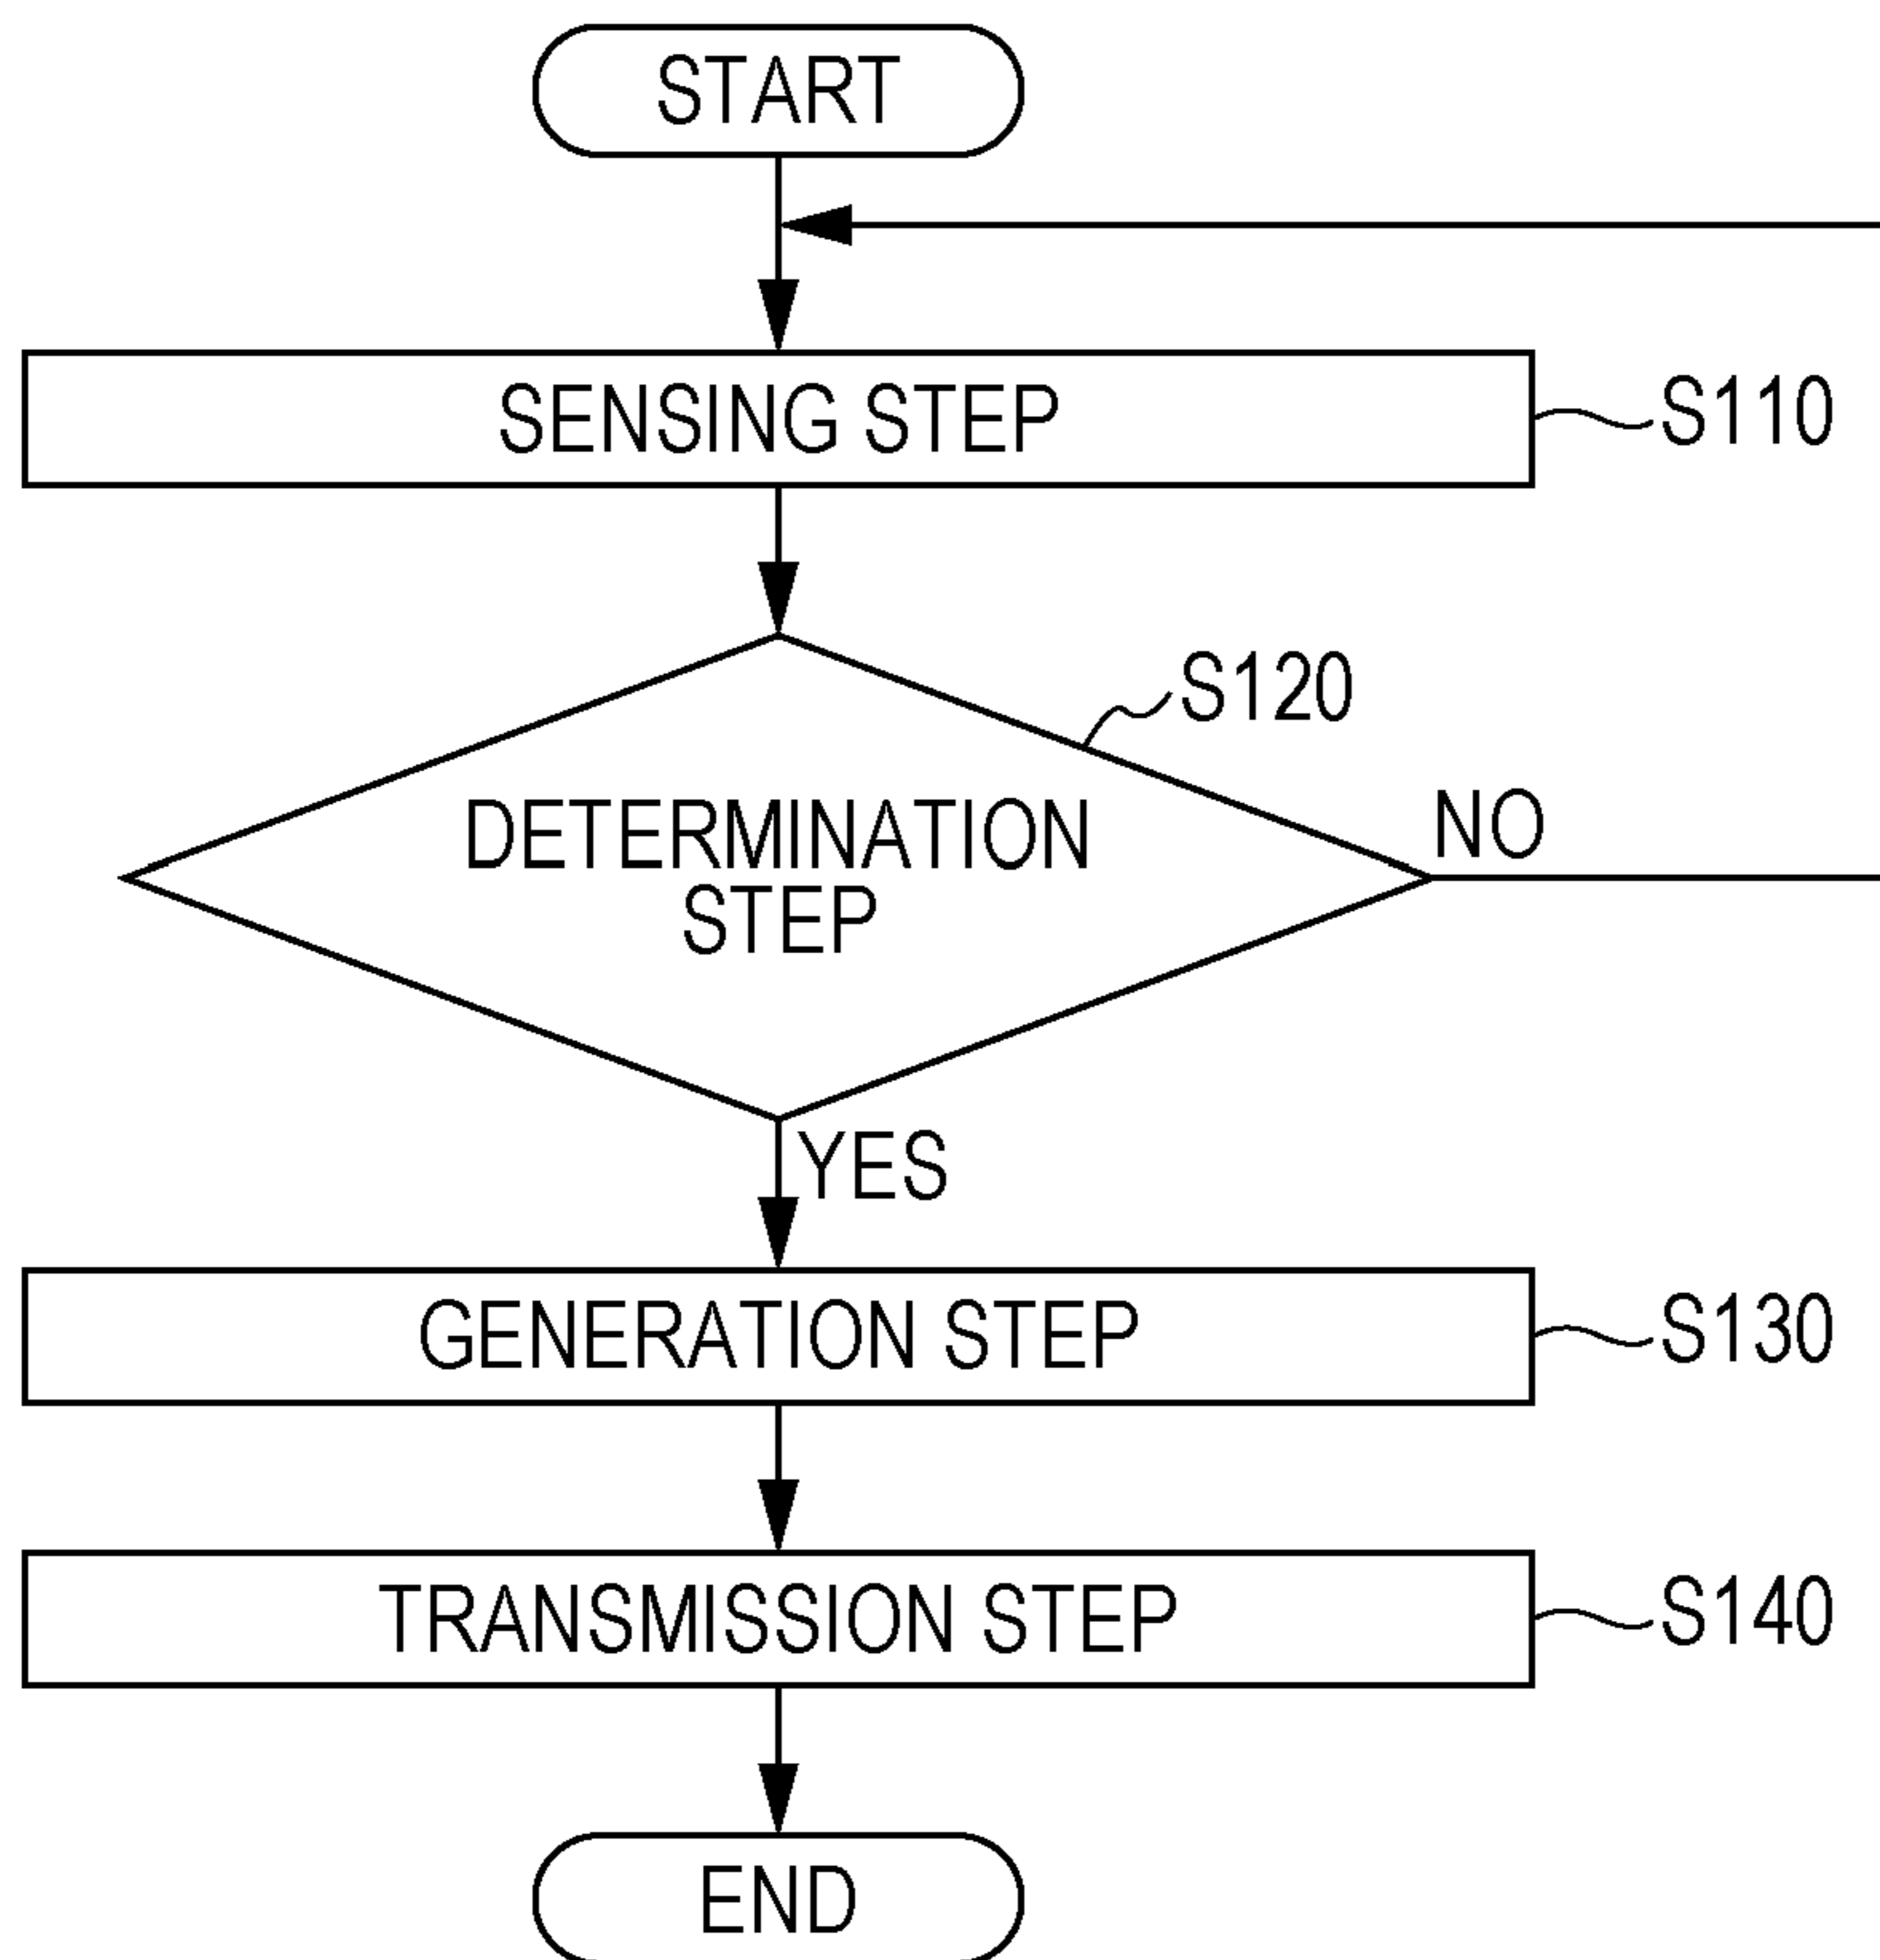 START
SENSING STEP
S110
S120
DETERMINATION
STEP
NO
YES
GENERATION STEP
S130
TRANSMISSION STEP
S140
END